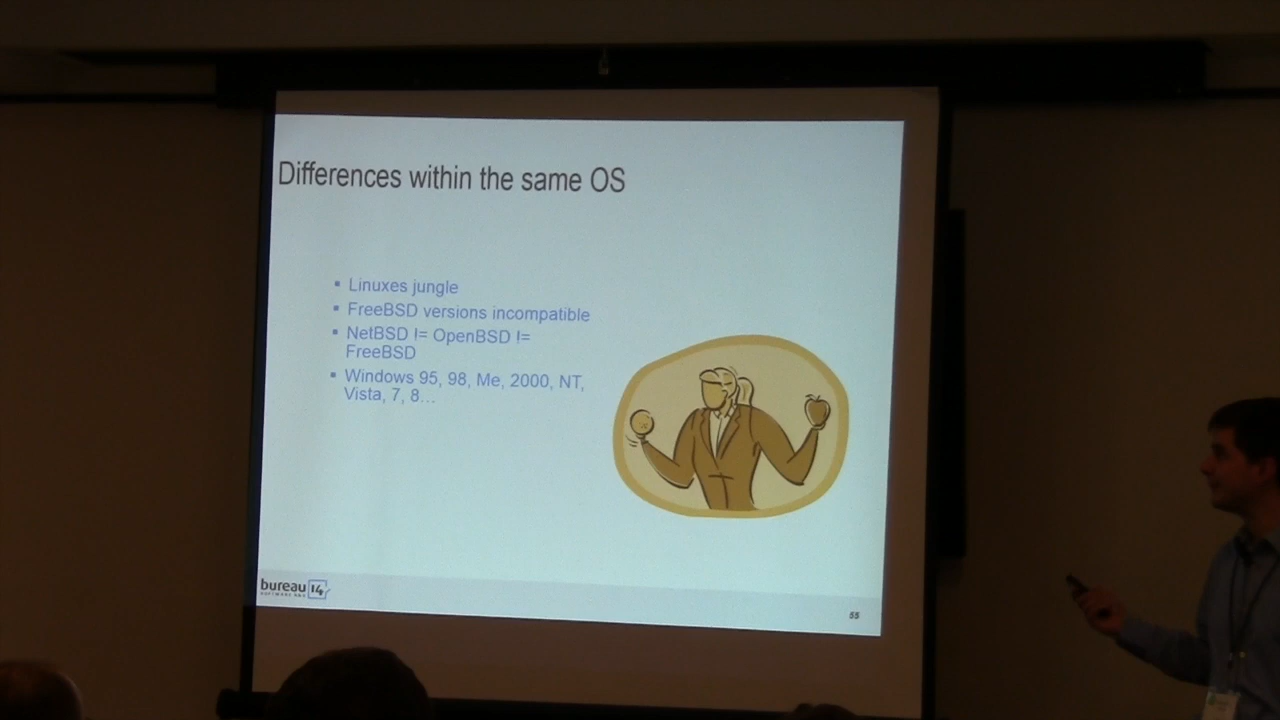 Differences within the same OS
Linuxes jungle
FreeBSD versions incompatible
NetBSD != OpenBSD !=
FreeBSD
Windows 95, 98, Me, 2000, NT,
Vista, 7, 8...
bureau 14
55